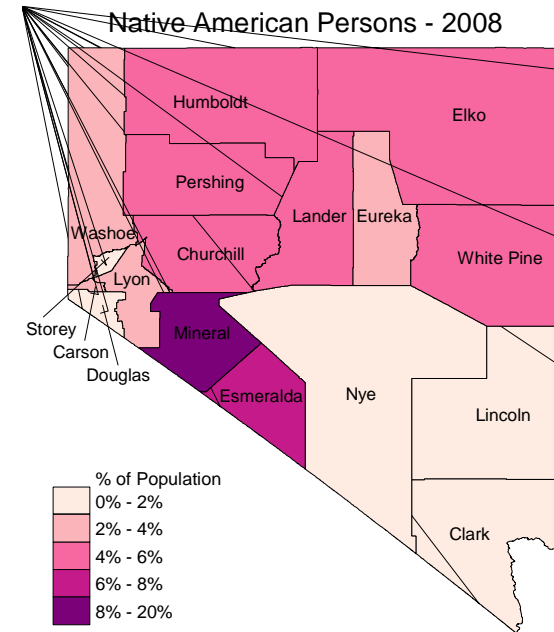 Native American Persons - 2008
Humboldt
Elko
Pershing
Washoe
Lander
Eureka
Churchill
White Pine
Lyon
Storey
Carson
Douglas
Mineral
Esmeralda
Nye
Lincoln
Clark
% of Population
0% - 2%
2% - 4%
4% - 6%
6% - 8%
8% - 20%